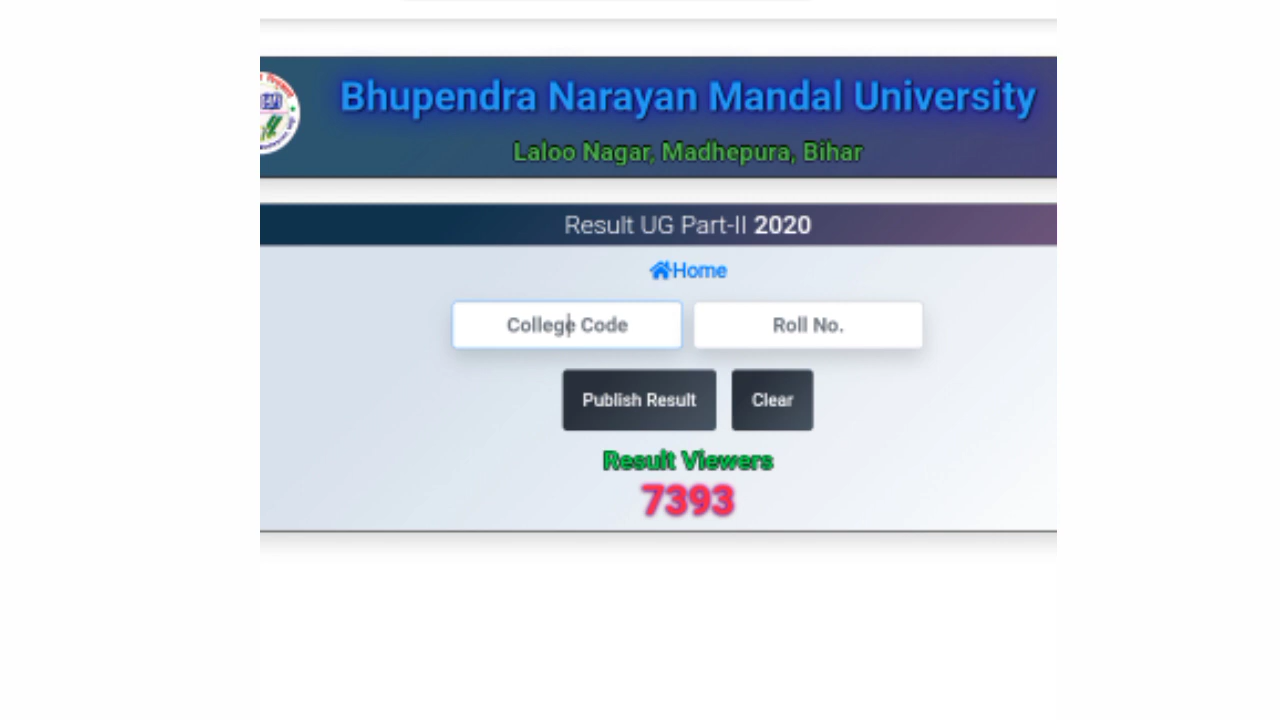 Bhupendra Narayan Mandal University
Laloo Nagar, Madhepura, Bihar
Result UG Part-II 2020
Home
College Code Roll No.
Publish Result Clear
Result Viewers
7393